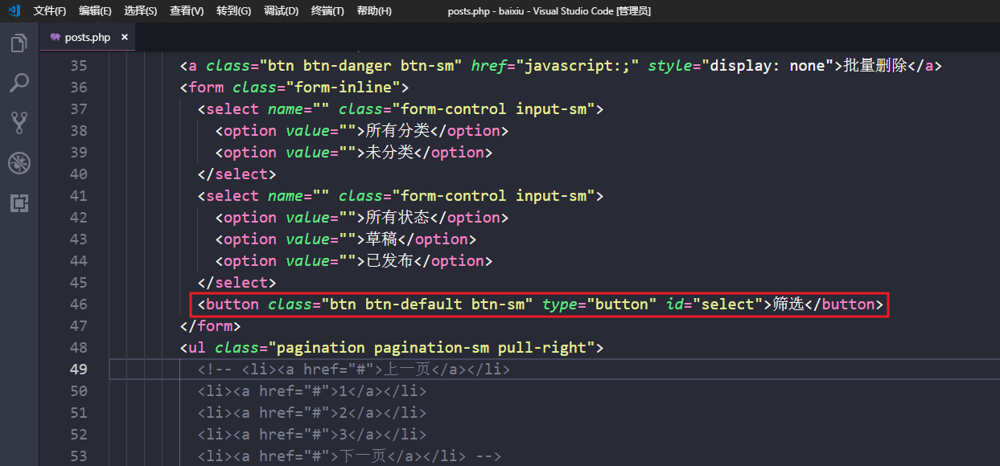 文件(F) 编辑(E) 选择(S) 查看(V) 转到(G) 调试(D) 终端(T) 帮助(H) posts.php - baixiu - Visual Studio Code [管理员]
posts.php ×
35 <a class="btn btn-danger btn-sm" href="javascript:;" style="display: none">批量删除</a>
36 <form class="form-inline">
37 <select name="" class="form-control input-sm">
38 <option value="">所有分类</option>
39 <option value="">未分类</option>
40 </select>
41 <select name="" class="form-control input-sm">
42 <option value="">所有状态</option>
43 <option value="">草稿</option>
44 <option value="">已发布</option>
45 </select>
46 <button class="btn btn-default btn-sm" type="button" id="select">筛选</button>
47 </form>
48 <ul class="pagination pagination-sm pull-right">
49 <!-- <li><a href="#">上一页</a></li>
50 <li><a href="#">1</a></li>
51 <li><a href="#">2</a></li>
52 <li><a href="#">3</a></li>
53 <li><a href="#">下一页</a></li> -->